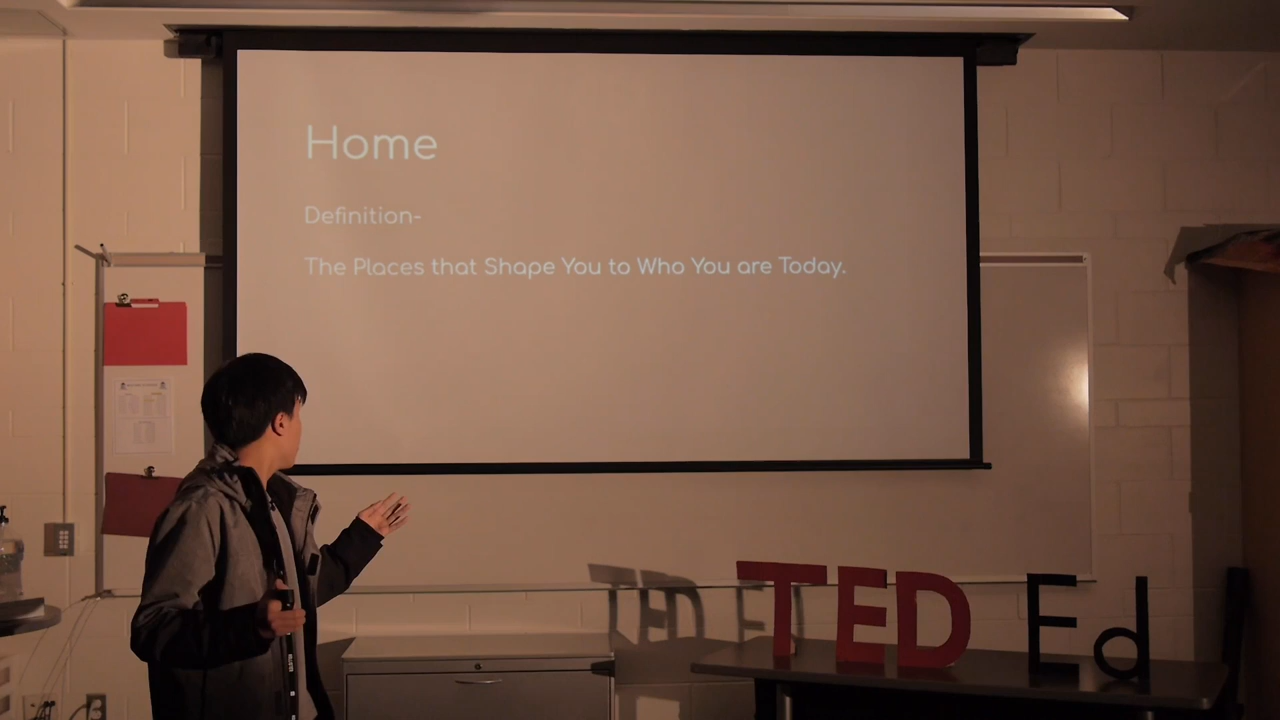 Home
Definition-
The Places that Shape You to Who You are Today.
TED Ed